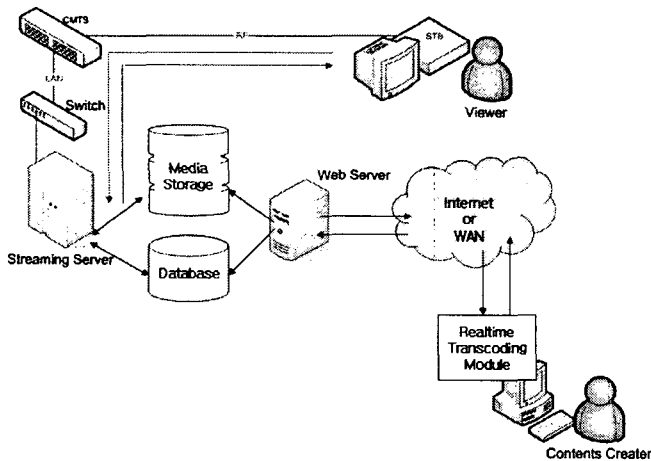 CMTS
RF
STB
LAN
Switch
Viewer
Media
Storage
Web Server
Internet
or
WAN
Streaming Server
Database
Realtime
Transcoding
Module
Contents Creater